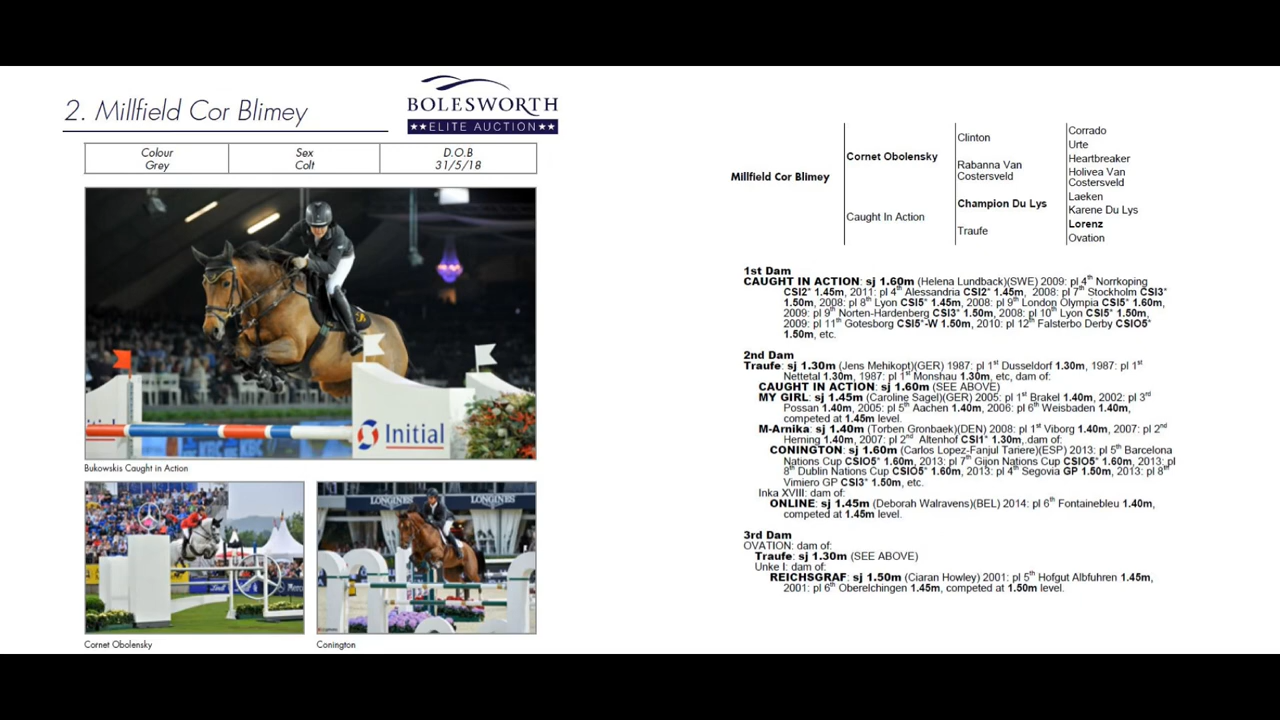 2. Millfield Cor Blimey
BOLESWORTH
★★ELITE AUCTION★★
Colour
Grey
Sex
Colt
D.O.B
31/5/18
Initial
Bukowskis Caught in Action
LONGINES
LONGINES
Cornet Obolensky
Conington
Millfield Cor Blimey
Cornet Obolensky
Caught In Action
Clinton
Rabanna Van
Costersveld
Champion Du Lys
Traufe
Corrado
Urte
Heartbreaker
Holivea Van
Costersveld
Laeken
Karene Du Lys
Lorenz
Ovation
1st Dam
CAUGHT IN ACTION: sj 1.60m (Helena Lundback)(SWE) 2009: pl 4th Norrkoping
CSI2* 1.45m, 2011: pl 4th Alessandria CSI2* 1.45m, 2008: pl 7th Stockholm CSI3*
1.50m, 2008: pl 8th Lyon CSI5* 1.45m, 2008: pl 9th London Olympia CSI5* 1.60m,
2009: pl 9th Norten-Hardenberg CSI3* 1.50m, 2008: pl 10th Lyon CSI5* 1.50m,
2009: pl 11th Gotesborg CSI5*-W 1.50m, 2010: pl 12th Falsterbo Derby CSIO5*
1.50m, etc.
2nd Dam
Traufe: sj 1.30m (Jens Mehikopt)(GER) 1987: pl 1st Dusseldorf 1.30m, 1987: pl 1st
Nettetal 1.30m, 1987: pl 1st Monshau 1.30m, etc, dam of:
CAUGHT IN ACTION: sj 1.60m (SEE ABOVE)
MY GIRL: sj 1.45m (Caroline Sagel)(GER) 2005: pl 1st Brakel 1.40m, 2002: pl 3rd
Possan 1.40m, 2005: pl 5th Aachen 1.40m, 2006: pl 6th Weisbaden 1.40m,
competed at 1.45m level.
M-Arnika: sj 1.40m (Torben Gronbaek)(DEN) 2008: pl 1st Viborg 1.40m, 2007: pl 2nd
Herning 1.40m, 2007: pl 2nd Altenhof CSI1* 1.30m, dam of:
CONINGTON: sj 1.60m (Carlos Lopez-Fanjul Tariere)(ESP) 2013: pl 5th Barcelona
Nations Cup CSIO5* 1.60m, 2013: pl 7th Gijon Nations Cup CSIO5* 1.60m, 2013: pl
8th Dublin Nations Cup CSIO5* 1.60m, 2013: pl 4th Segovia GP 1.50m, 2013: pl 8th
Vimiero GP CSI3* 1.50m, etc.
Inka XVIII: dam of:
ONLINE: sj 1.45m (Deborah Walravens)(BEL) 2014: pl 6th Fontainebleu 1.40m,
competed at 1.45m level.
3rd Dam
OVATION: dam of:
Traufe: sj 1.30m (SEE ABOVE)
Unke I: dam of:
REICHSGRAF: sj 1.50m (Ciaran Howley) 2001: pl 5th Hofgut Albfuhren 1.45m,
2001: pl 6th Oberelchingen 1.45m, competed at 1.50m level.